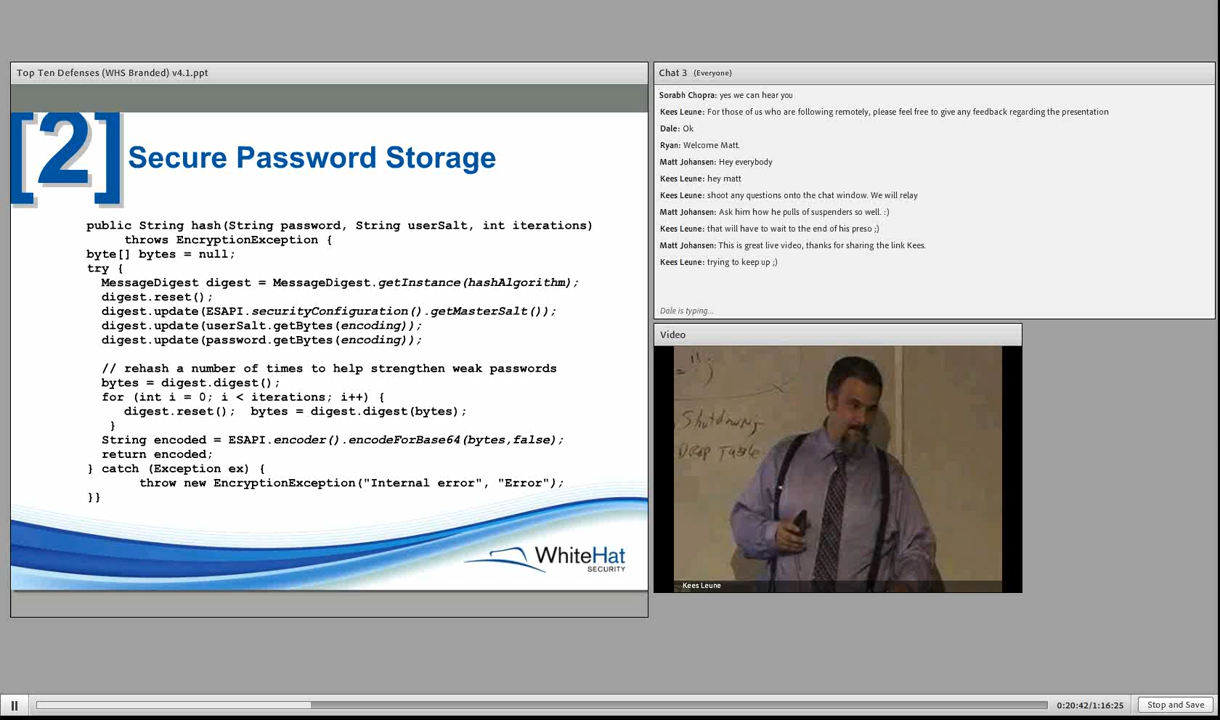 Top Ten Defenses (WHS Branded) v4.1.ppt
[2] Secure Password Storage
public String hash(String password, String userSalt, int iterations)
throws EncryptionException {
byte[] bytes = null;
try {
MessageDigest digest = MessageDigest.getInstance(hashAlgorithm);
digest.reset();
digest.update(ESAPI.securityConfiguration().getMasterSalt());
digest.update(userSalt.getBytes(encoding));
digest.update(password.getBytes(encoding));
// rehash a number of times to help strengthen weak passwords
bytes = digest.digest();
for (int i = 0; i < iterations; i++) {
digest.reset(); bytes = digest.digest(bytes);
}
String encoded = ESAPI.encoder().encodeForBase64(bytes,false);
return encoded;
} catch (Exception ex) {
throw new EncryptionException("Internal error", "Error");
}}
WhiteHat
SECURITY
Chat 3 (Everyone)
Sorabh Chopra: yes we can hear you
Kees Leune: For those of us who are following remotely, please feel free to give any feedback regarding the presentation
Dale: Ok
Ryan: Welcome Matt.
Matt Johansen: Hey everybody
Kees Leune: hey matt
Kees Leune: shoot any questions onto the chat window. We will relay
Matt Johansen: Ask him how he pulls of suspenders so well. :)
Kees Leune: that will have to wait to the end of his preso ;)
Matt Johansen: This is great live video, thanks for sharing the link Kees.
Kees Leune: trying to keep up ;)
Dale is typing...
Video
Shutdown
Drop Table
Kees Leune
0:20:42/1:16:25
Stop and Save